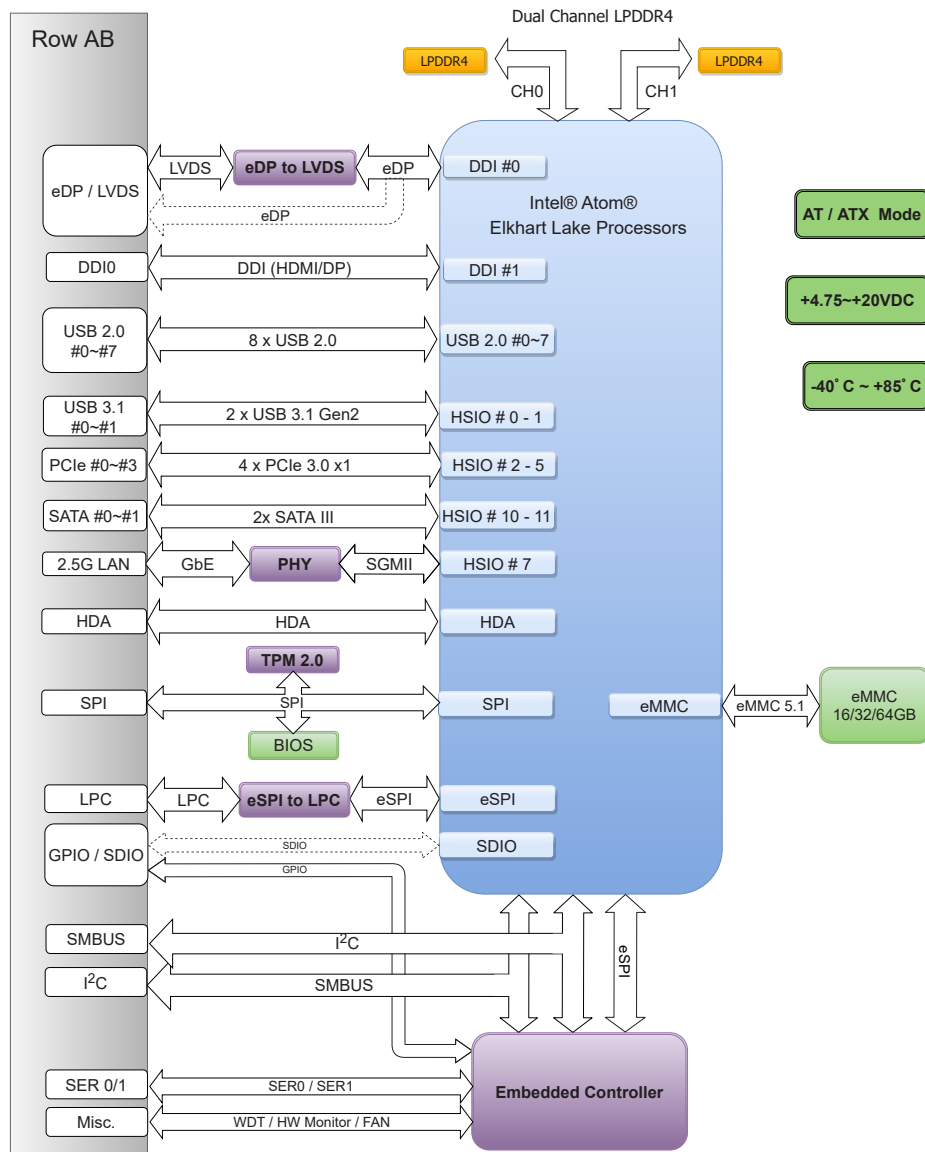 Dual Channel LPDDR4
Row AB
LPDDR4
LPDDR4
CH0
CH1
eDP / LVDS
LVDS
eDP to LVDS
eDP
DDI #0
eDP
Intel® Atom®
Elkhart Lake Processors
AT / ATX Mode
DDI0
DDI (HDMI/DP)
DDI #1
+4.75~+20VDC
USB 2.0
#0~#7
8 x USB 2.0
USB 2.0 #0~7
-40°C ~ +85°C
USB 3.1
#0~#1
2 x USB 3.1 Gen2
HSIO # 0 - 1
PCIe #0~#3
4 x PCIe 3.0 x1
HSIO # 2 - 5
SATA #0~#1
2x SATA III
HSIO # 10 - 11
2.5G LAN
GbE
PHY
SGMII
HSIO # 7
HDA
HDA
HDA
TPM 2.0
SPI
SPI
SPI
BIOS
eMMC
eMMC 5.1
eMMC
16/32/64GB
LPC
LPC
eSPI to LPC
eSPI
eSPI
GPIO / SDIO
SDIO
SDIO
GPIO
SMBUS
I²C
eSPI
I²C
SMBUS
SER 0/1
SER0 / SER1
Embedded Controller
Misc.
WDT / HW Monitor / FAN